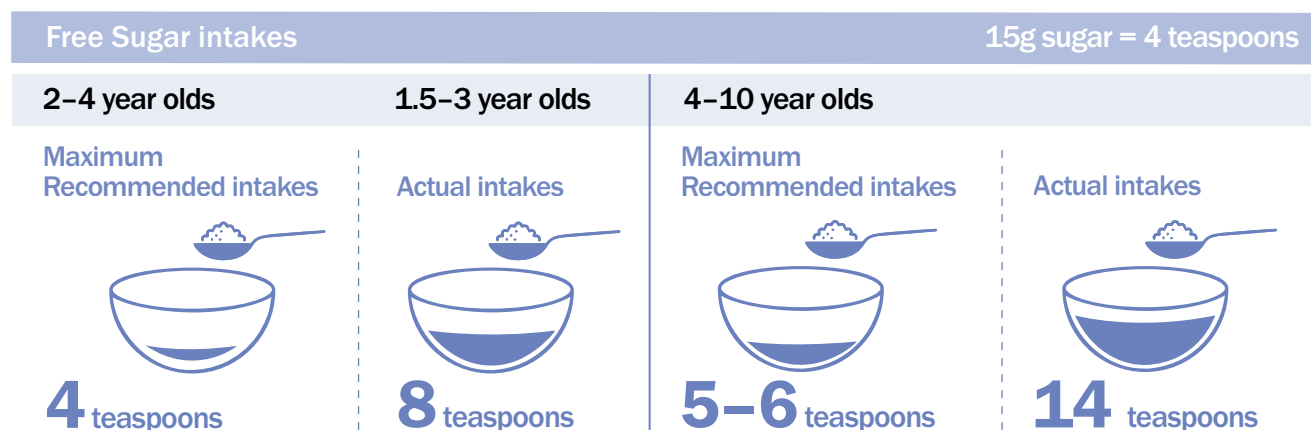 Free Sugar intakes
15g sugar = 4 teaspoons
2–4 year olds
1.5–3 year olds
4–10 year olds
Maximum
Recommended intakes
Actual intakes
Maximum
Recommended intakes
Actual intakes
4 teaspoons
8 teaspoons
5–6 teaspoons
14 teaspoons